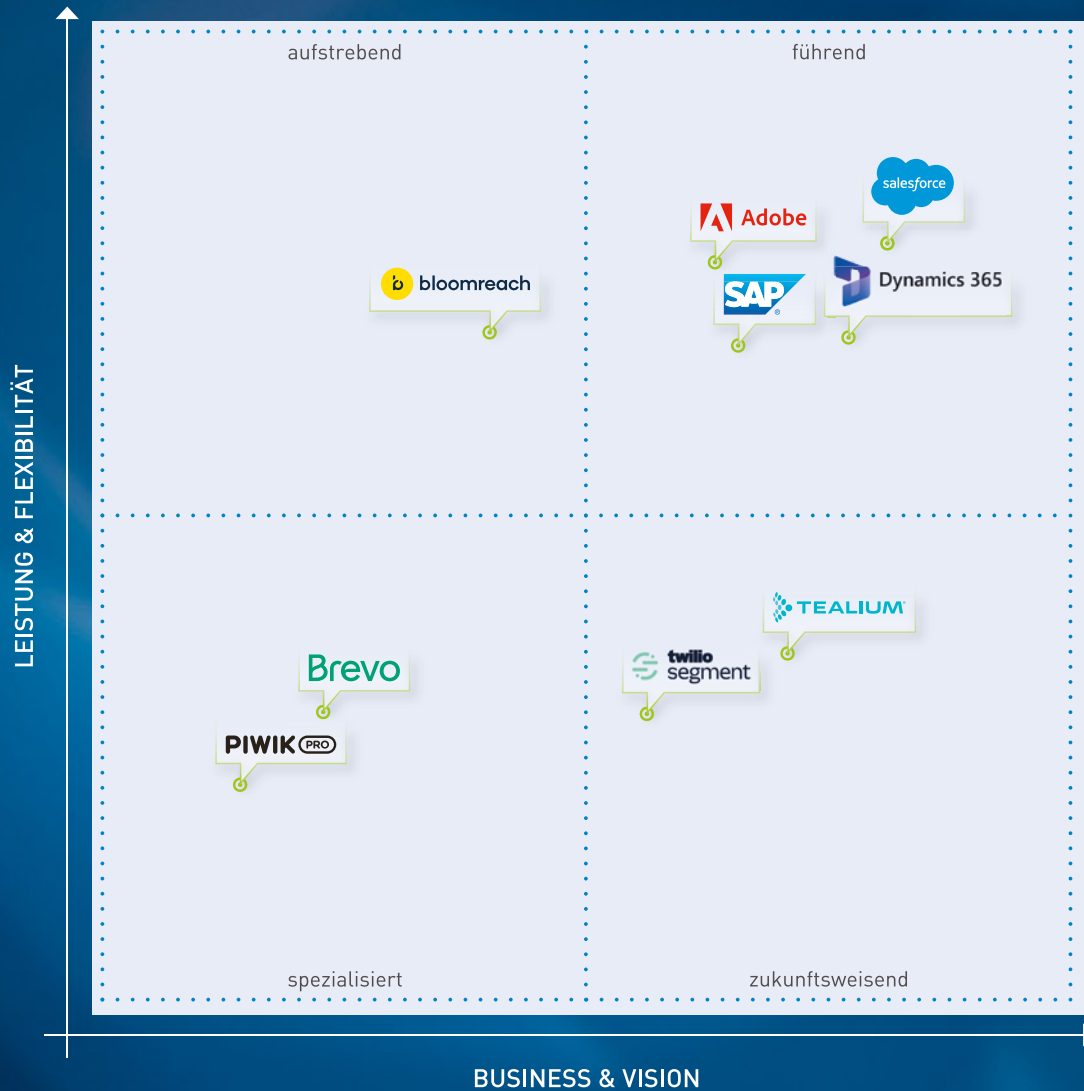 aufstrebend
führend
salesforce
Adobe
bloomreach
SAP
®
Dynamics 365
LEISTUNG & FLEXIBILITÄT
TEALIUM
Brevo
twilio
segment
PIWIK PRO
spezialisiert
zukunftsweisend
BUSINESS & VISION